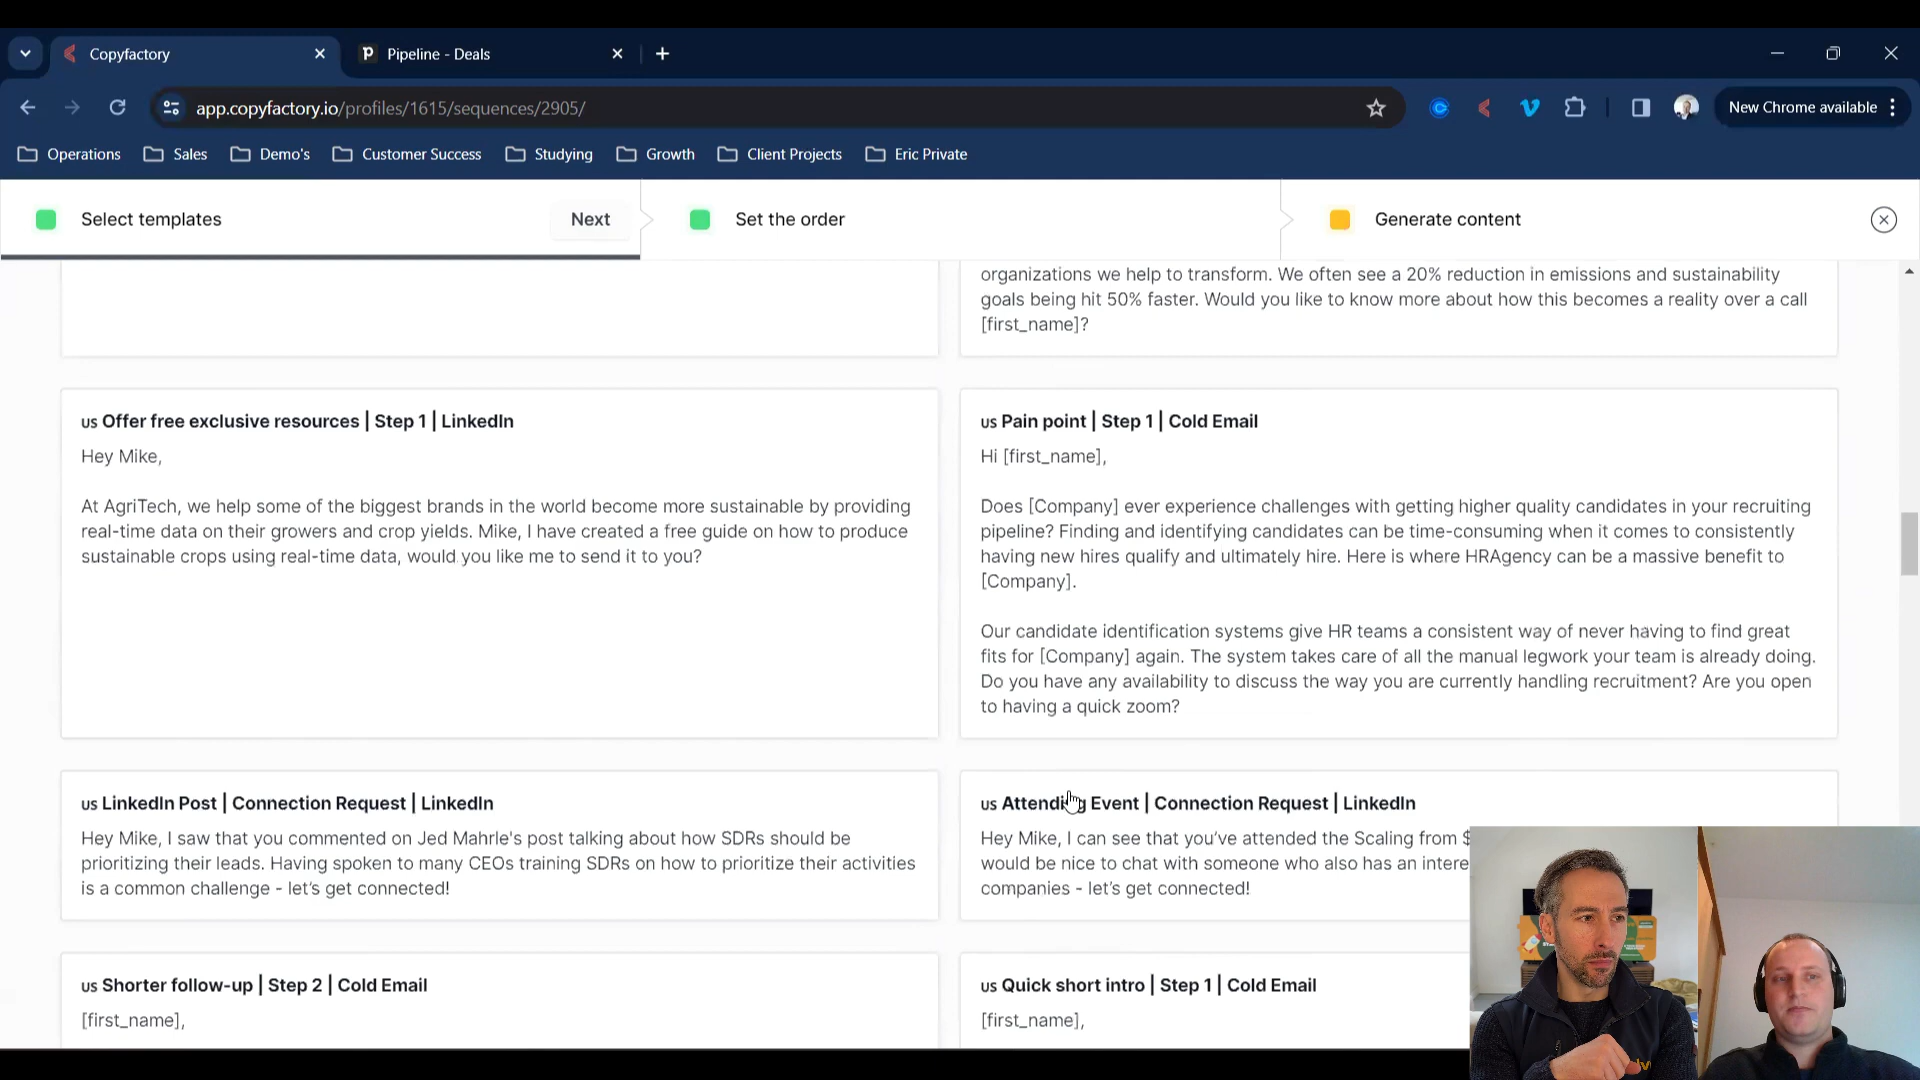 Copyfactory
Pipeline - Deals
app.copyfactory.io/profiles/1615/sequences/2905/
New Chrome available
Operations
Sales
Demo's
Customer Success
Studying
Growth
Client Projects
Eric Private
Select templates
Next
Set the order
Generate content
organizations we help to transform. We often see a 20% reduction in emissions and sustainability
goals being hit 50% faster. Would you like to know more about how this becomes a reality over a call
[first_name]?
US Offer free exclusive resources | Step 1 | LinkedIn
Hey Mike,
At AgriTech, we help some of the biggest brands in the world become more sustainable by providing
real-time data on their growers and crop yields. Mike, I have created a free guide on how to produce
sustainable crops using real-time data, would you like me to send it to you?
US Pain point | Step 1 | Cold Email
Hi [first_name],
Does [Company] ever experience challenges with getting higher quality candidates in your recruiting
pipeline? Finding and identifying candidates can be time-consuming when it comes to consistently
having new hires qualify and ultimately hire. Here is where HRAgency can be a massive benefit to
[Company].
Our candidate identification systems give HR teams a consistent way of never having to find great
fits for [Company] again. The system takes care of all the manual legwork your team is already doing.
Do you have any availability to discuss the way you are currently handling recruitment? Are you open
to having a quick zoom?
US LinkedIn Post | Connection Request | LinkedIn
Hey Mike, I saw that you commented on Jed Mahrle's post talking about how SDRs should be
prioritizing their leads. Having spoken to many CEOs training SDRs on how to prioritize their activities
is a common challenge - let's get connected!
US Attending Event | Connection Request | LinkedIn
Hey Mike, I can see that you've attended the Scaling from $
would be nice to chat with someone who also has an intere
companies - let's get connected!
US Shorter follow-up | Step 2 | Cold Email
[first_name],
US Quick short intro | Step 1 | Cold Email
[first_name],